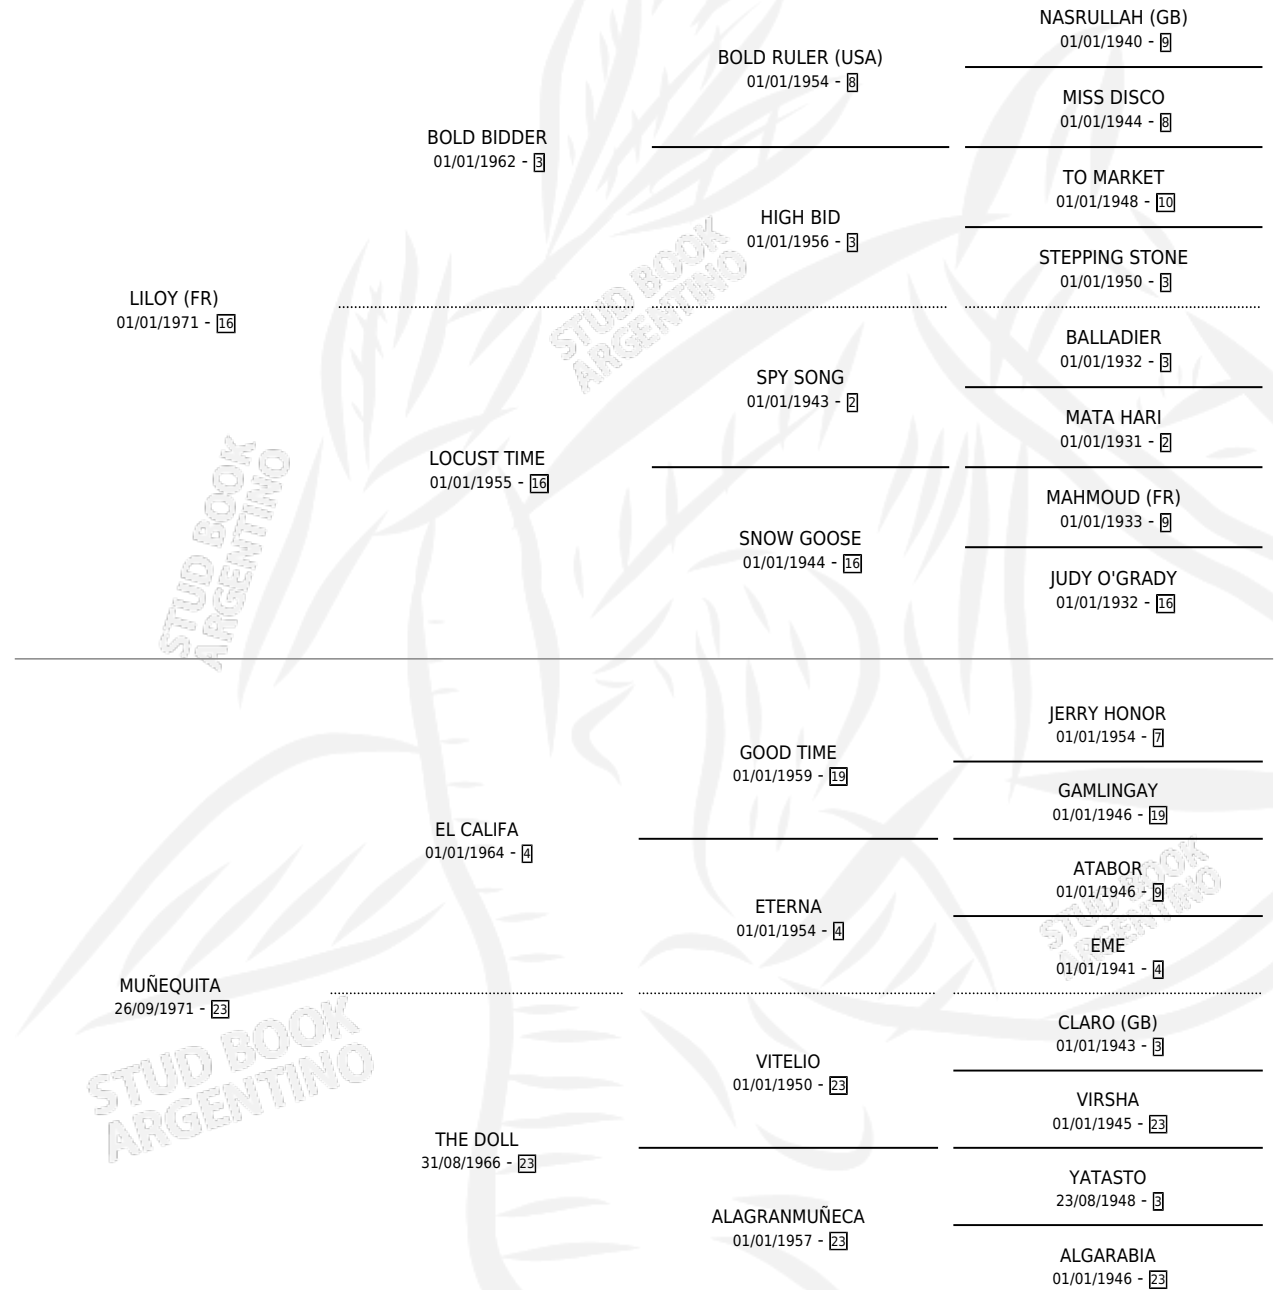 NASRULLAH (GB)
01/01/1940 - 9
BOLD RULER (USA)
01/01/1954 - 8
MISS DISCO
01/01/1944 - 8
BOLD BIDDER
01/01/1962 - 3
TO MARKET
01/01/1948 - 10
HIGH BID
01/01/1956 - 3
STEPPING STONE
01/01/1950 - 3
LILOY (FR)
01/01/1971 - 16
BALLADIER
01/01/1932 - 3
SPY SONG
01/01/1943 - 2
MATA HARI
01/01/1931 - 2
LOCUST TIME
01/01/1955 - 16
MAHMOUD (FR)
01/01/1933 - 9
SNOW GOOSE
01/01/1944 - 16
JUDY O'GRADY
01/01/1932 - 16
JERRY HONOR
01/01/1954 - 7
GOOD TIME
01/01/1959 - 19
GAMLINGAY
01/01/1946 - 19
EL CALIFA
01/01/1964 - 4
ATABOR
01/01/1946 - 9
ETERNA
01/01/1954 - 4
EME
01/01/1941 - 4
MUÑEQUITA
26/09/1971 - 23
CLARO (GB)
01/01/1943 - 3
VITELIO
01/01/1950 - 23
VIRSHA
01/01/1945 - 23
THE DOLL
31/08/1966 - 23
YATASTO
23/08/1948 - 3
ALAGRANMUÑECA
01/01/1957 - 23
ALGARABIA
01/01/1946 - 23
STUD BOOK
ARGENTINO
STUD BOOK
ARGENTINO
STUD BOOK
ARGENTINO
STUD BOOK
ARGENTINO